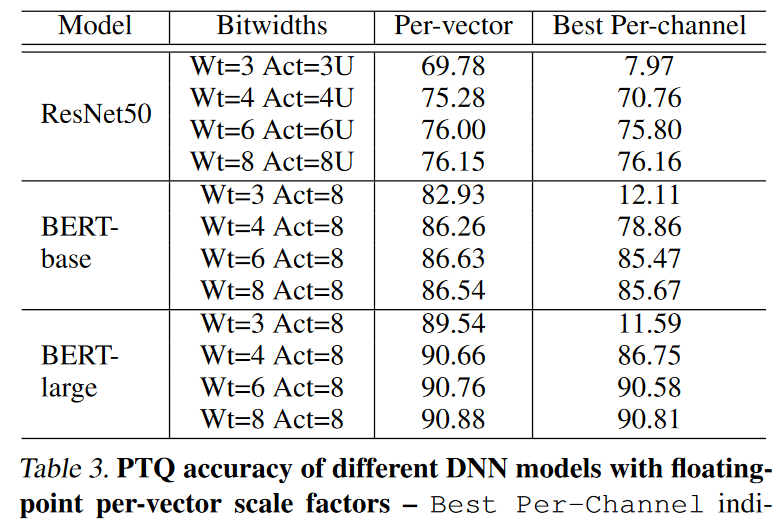 Model Bitwidths Per-vector Best Per-channel
ResNet50
Wt=3 Act=3U 69.78 7.97
Wt=4 Act=4U 75.28 70.76
Wt=6 Act=6U 76.00 75.80
Wt=8 Act=8U 76.15 76.16
BERT-
base
Wt=3 Act=8 82.93 12.11
Wt=4 Act=8 86.26 78.86
Wt=6 Act=8 86.63 85.47
Wt=8 Act=8 86.54 85.67
BERT-
large
Wt=3 Act=8 89.54 11.59
Wt=4 Act=8 90.66 86.75
Wt=6 Act=8 90.76 90.58
Wt=8 Act=8 90.88 90.81
Table 3. PTQ accuracy of different DNN models with floating-
point per-vector scale factors – Best Per-Channel indi-